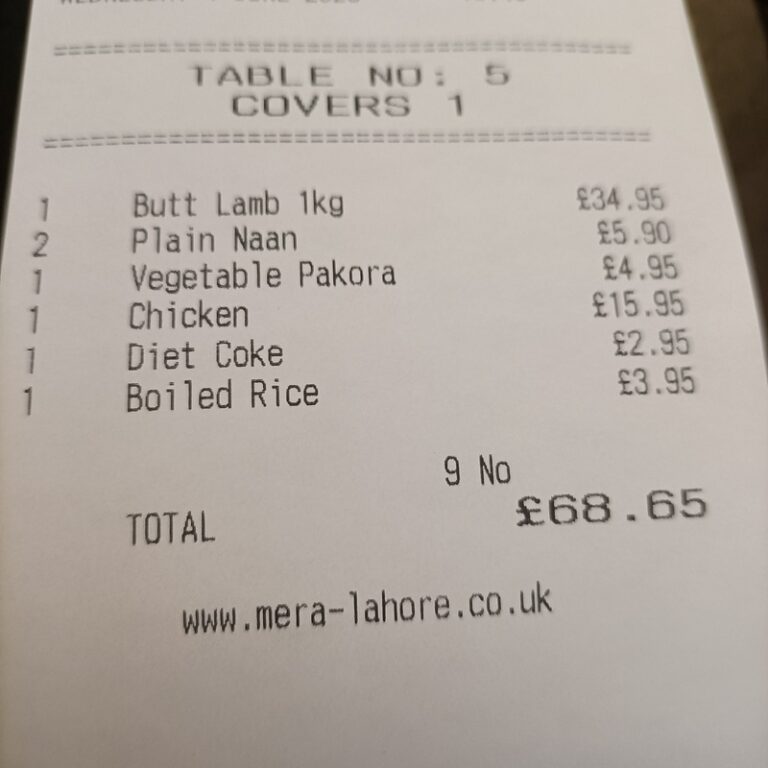 ==========================================
TABLE NO: 5
COVERS 1
==========================================
1 Butt Lamb 1kg £34.95
2 Plain Naan £5.90
1 Vegetable Pakora £4.95
1 Chicken £15.95
1 Diet Coke £2.95
1 Boiled Rice £3.95
9 No
TOTAL £68.65
www.mera-lahore.co.uk